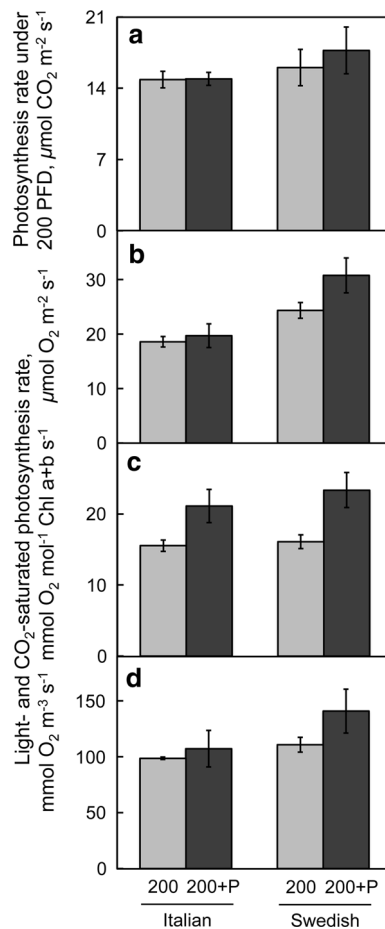 Photosynthesis rate under
200 PFD, µmol CO₂ m⁻² s⁻¹
Light- and CO₂-saturated photosynthesis rate,
mmol O₂ m⁻³ s⁻¹ mmol O₂ mol⁻¹ Chl a+b s⁻¹ µmol O₂ m⁻² s⁻¹
a
21
14
7
0
b
30
20
10
0
c
20
10
0
d
150
100
50
0
200 200+P 200 200+P
Italian Swedish